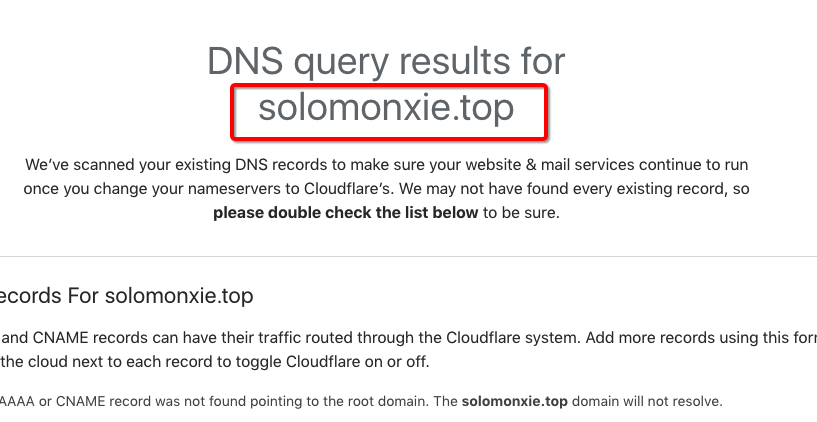 DNS query results for
solomonxie.top
We’ve scanned your existing DNS records to make sure your website & mail services continue to run
once you change your nameservers to Cloudflare’s. We may not have found every existing record, so
please double check the list below to be sure.
ecords For solomonxie.top
and CNAME records can have their traffic routed through the Cloudflare system. Add more records using this for
the cloud next to each record to toggle Cloudflare on or off.
AAAA or CNAME record was not found pointing to the root domain. The solomonxie.top domain will not resolve.